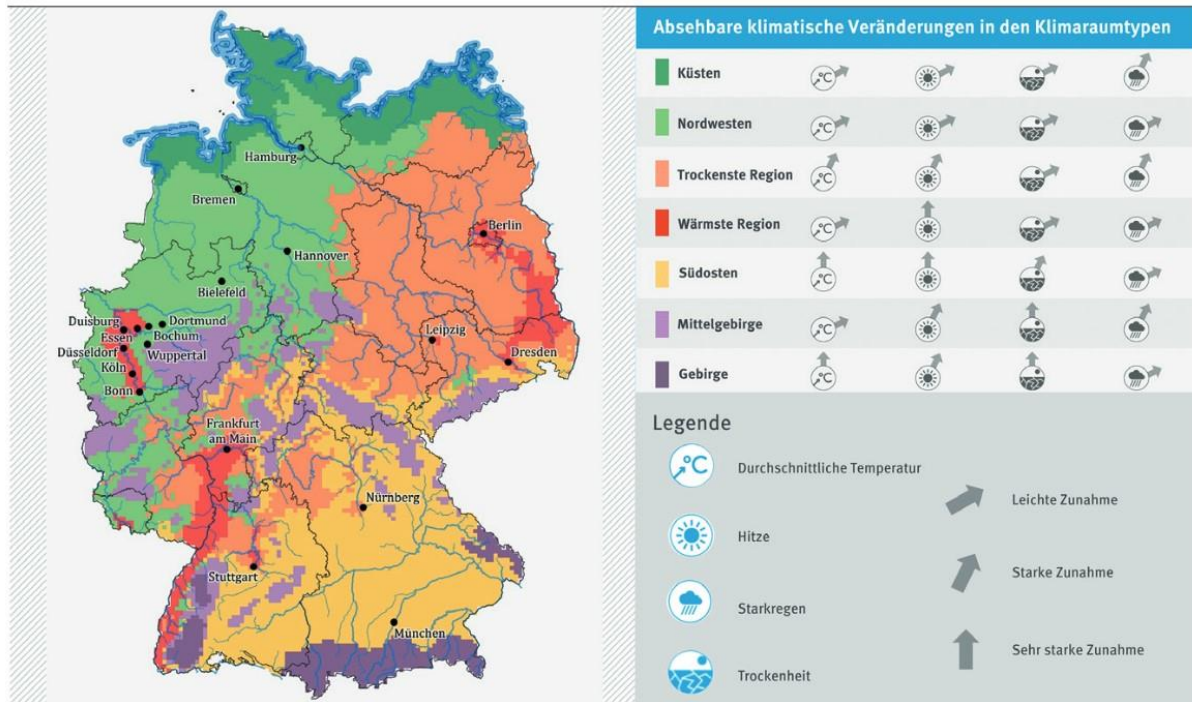 Absehbare klimatische Veränderungen in den Klimaraumtypen
Küsten °C
Nordwesten °C
Trockenste Region °C
Wärmste Region °C
Südosten °C
Mittelgebirge °C
Gebirge °C
Legende
°C Durchschnittliche Temperatur
Leichte Zunahme
Hitze
Starke Zunahme
Starkregen
Sehr starke Zunahme
Trockenheit
Hamburg
Bremen
Berlin
Hannover
Bielefeld
Duisburg
Dortmund
Essen
Bochum
Düsseldorf
Wuppertal
Köln
Bonn
Leipzig
Dresden
Frankfurt
am Main
Nürnberg
Stuttgart
München